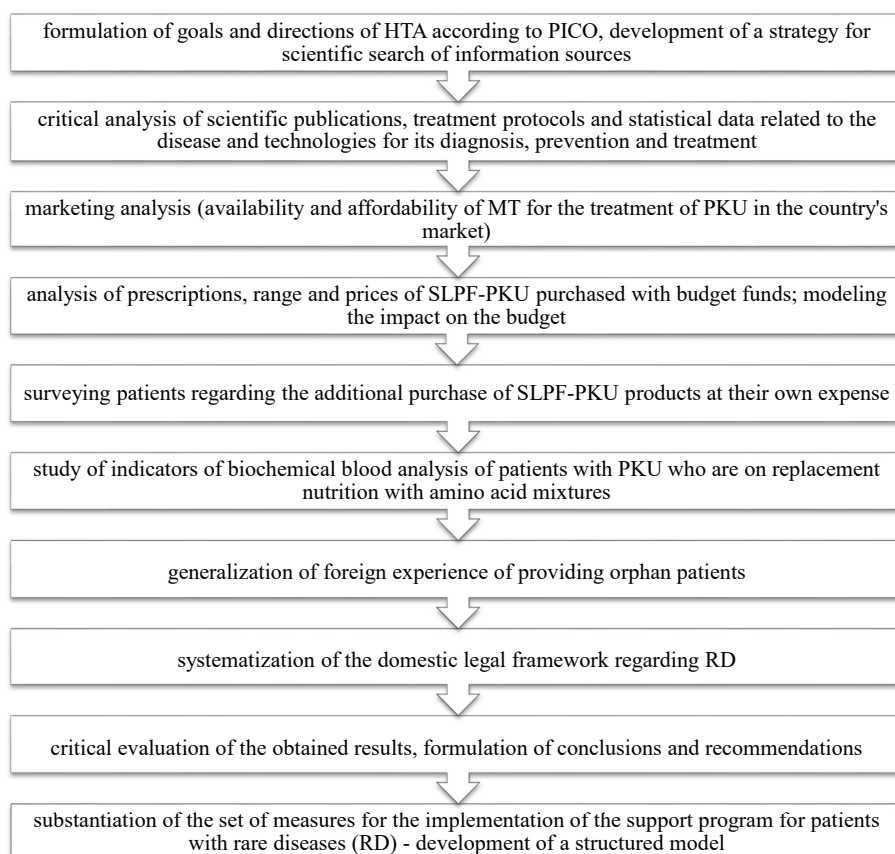 formulation of goals and directions of HTA according to PICO, development of a strategy for
scientific search of information sources
critical analysis of scientific publications, treatment protocols and statistical data related to the
disease and technologies for its diagnosis, prevention and treatment
marketing analysis (availability and affordability of MT for the treatment of PKU in the country's
market)
analysis of prescriptions, range and prices of SLPF-PKU purchased with budget funds; modeling
the impact on the budget
surveying patients regarding the additional purchase of SLPF-PKU products at their own expense
study of indicators of biochemical blood analysis of patients with PKU who are on replacement
nutrition with amino acid mixtures
generalization of foreign experience of providing orphan patients
systematization of the domestic legal framework regarding RD
critical evaluation of the obtained results, formulation of conclusions and recommendations
substantiation of the set of measures for the implementation of the support program for patients
with rare diseases (RD) - development of a structured model